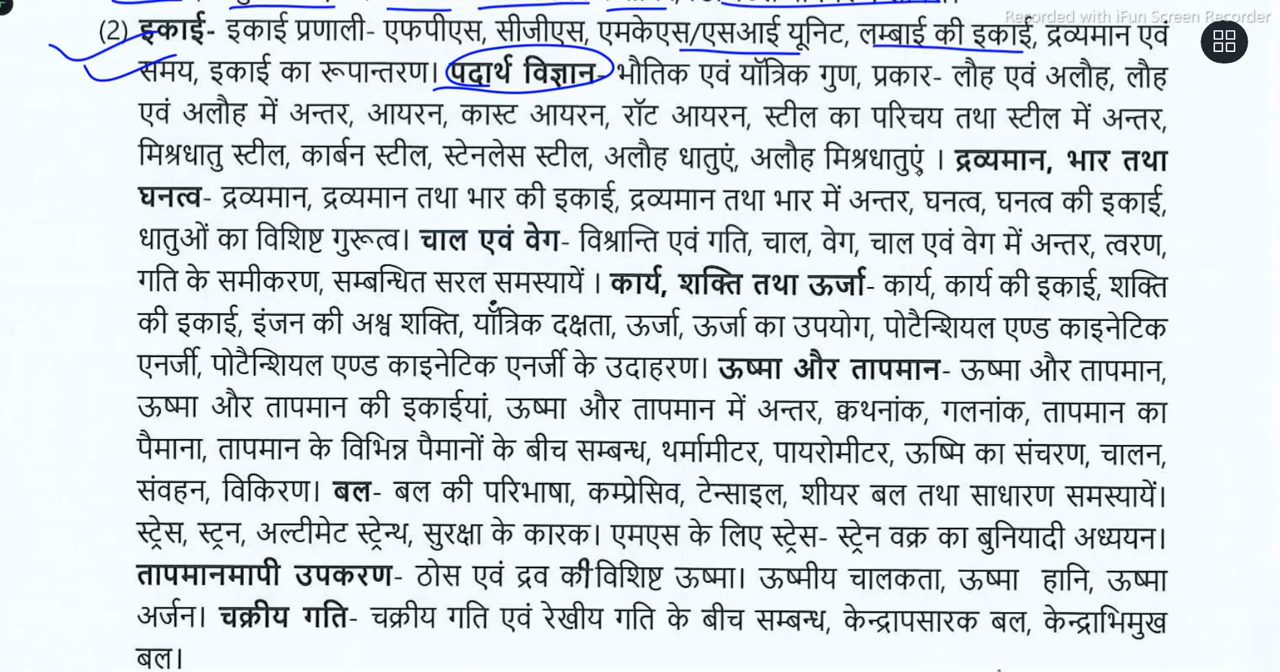 Recorded with iFun Screen Recorder
(2) इकाई- इकाई प्रणाली- एफपीएस, सीजीएस, एमकेएस/एसआई यूनिट, लम्बाई की इकाई, द्रव्यमान एवं
समय, इकाई का रूपान्तरण। पदार्थ विज्ञान- भौतिक एवं यॉत्रिक गुण, प्रकार- लौह एवं अलौह, लौह
एवं अलौह में अन्तर, आयरन, कास्ट आयरन, रॉट आयरन, स्टील का परिचय तथा स्टील में अन्तर,
मिश्रधातु स्टील, कार्बन स्टील, स्टेनलेस स्टील, अलौह धातुएं, अलौह मिश्रधातुएं । द्रव्यमान, भार तथा
घनत्व- द्रव्यमान, द्रव्यमान तथा भार की इकाई, द्रव्यमान तथा भार में अन्तर, घनत्व, घनत्व की इकाई,
धातुओं का विशिष्ट गुरूत्व। चाल एवं वेग- विश्रान्ति एवं गति, चाल, वेग, चाल एवं वेग में अन्तर, त्वरण,
गति के समीकरण, सम्बन्धित सरल समस्यायें । कार्य, शक्ति तथा ऊर्जा- कार्य, कार्य की इकाई, शक्ति
की इकाई, इंजन की अश्व शक्ति, याँत्रिक दक्षता, ऊर्जा, ऊर्जा का उपयोग, पोटैन्शियल एण्ड काइनेटिक
एनर्जी, पोटैन्शियल एण्ड काइनेटिक एनर्जी के उदाहरण। ऊष्मा और तापमान- ऊष्मा और तापमान,
ऊष्मा और तापमान की इकाईयां, ऊष्मा और तापमान में अन्तर, क्वथनांक, गलनांक, तापमान का
पैमाना, तापमान के विभिन्न पैमानों के बीच सम्बन्ध, थर्मामीटर, पायरोमीटर, ऊष्मि का संचरण, चालन,
संवहन, विकिरण। बल- बल की परिभाषा, कम्प्रेसिव, टेन्साइल, शीयर बल तथा साधारण समस्यायें।
स्ट्रेस, स्ट्रन, अल्टीमेट स्ट्रेन्थ, सुरक्षा के कारक। एमएस के लिए स्ट्रेस- स्ट्रेन वक्र का बुनियादी अध्ययन।
तापमानमापी उपकरण- ठोस एवं द्रव की विशिष्ट ऊष्मा। ऊष्मीय चालकता, ऊष्मा हानि, ऊष्मा
अर्जन। चक्रीय गति- चक्रीय गति एवं रेखीय गति के बीच सम्बन्ध, केन्द्रापसारक बल, केन्द्राभिमुख
बल।